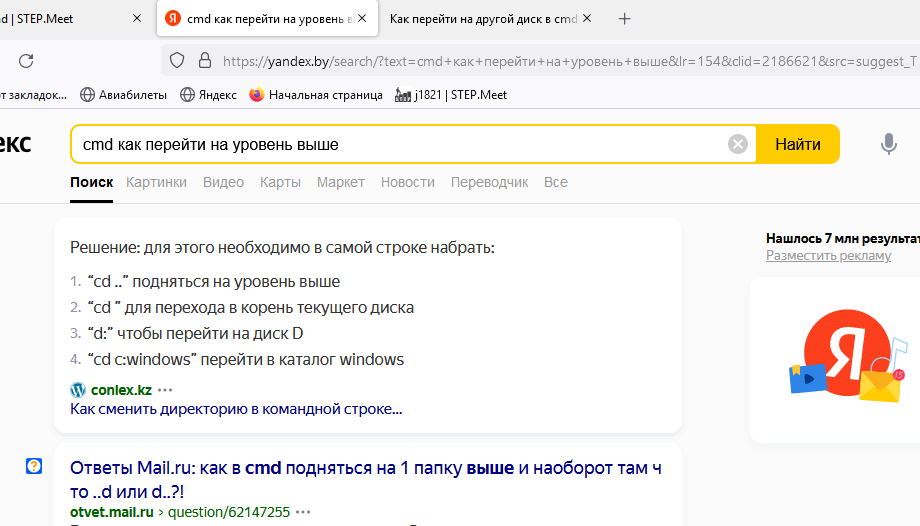 d | STEP.Meet
cmd как перейти на уровень в
Как перейти на другой диск в cmd
https://yandex.by/search/?text=cmd+как+перейти+на+уровень+выше&lr=154&clid=2186621&src=suggest_T
т закладок...
Авиабилеты
Яндекс
Начальная страница
j1821 | STEP.Meet
екс
cmd как перейти на уровень выше
Найти
Поиск Картинки Видео Карты Маркет Новости Переводчик Все
Решение: для этого необходимо в самой строке набрать:
1. “cd ..” подняться на уровень выше
2. “cd ” для перехода в корень текущего диска
3. “d:” чтобы перейти на диск D
4. “cd c:windows” перейти в каталог windows
conlex.kz
Как сменить директорию в командной строке...
Нашлось 7 млн результат
Разместить рекламу
Я
15
Ответы Mail.ru: как в cmd подняться на 1 папку выше и наоборот там ч
то ..d или d..?!
otvet.mail.ru › question/62147255